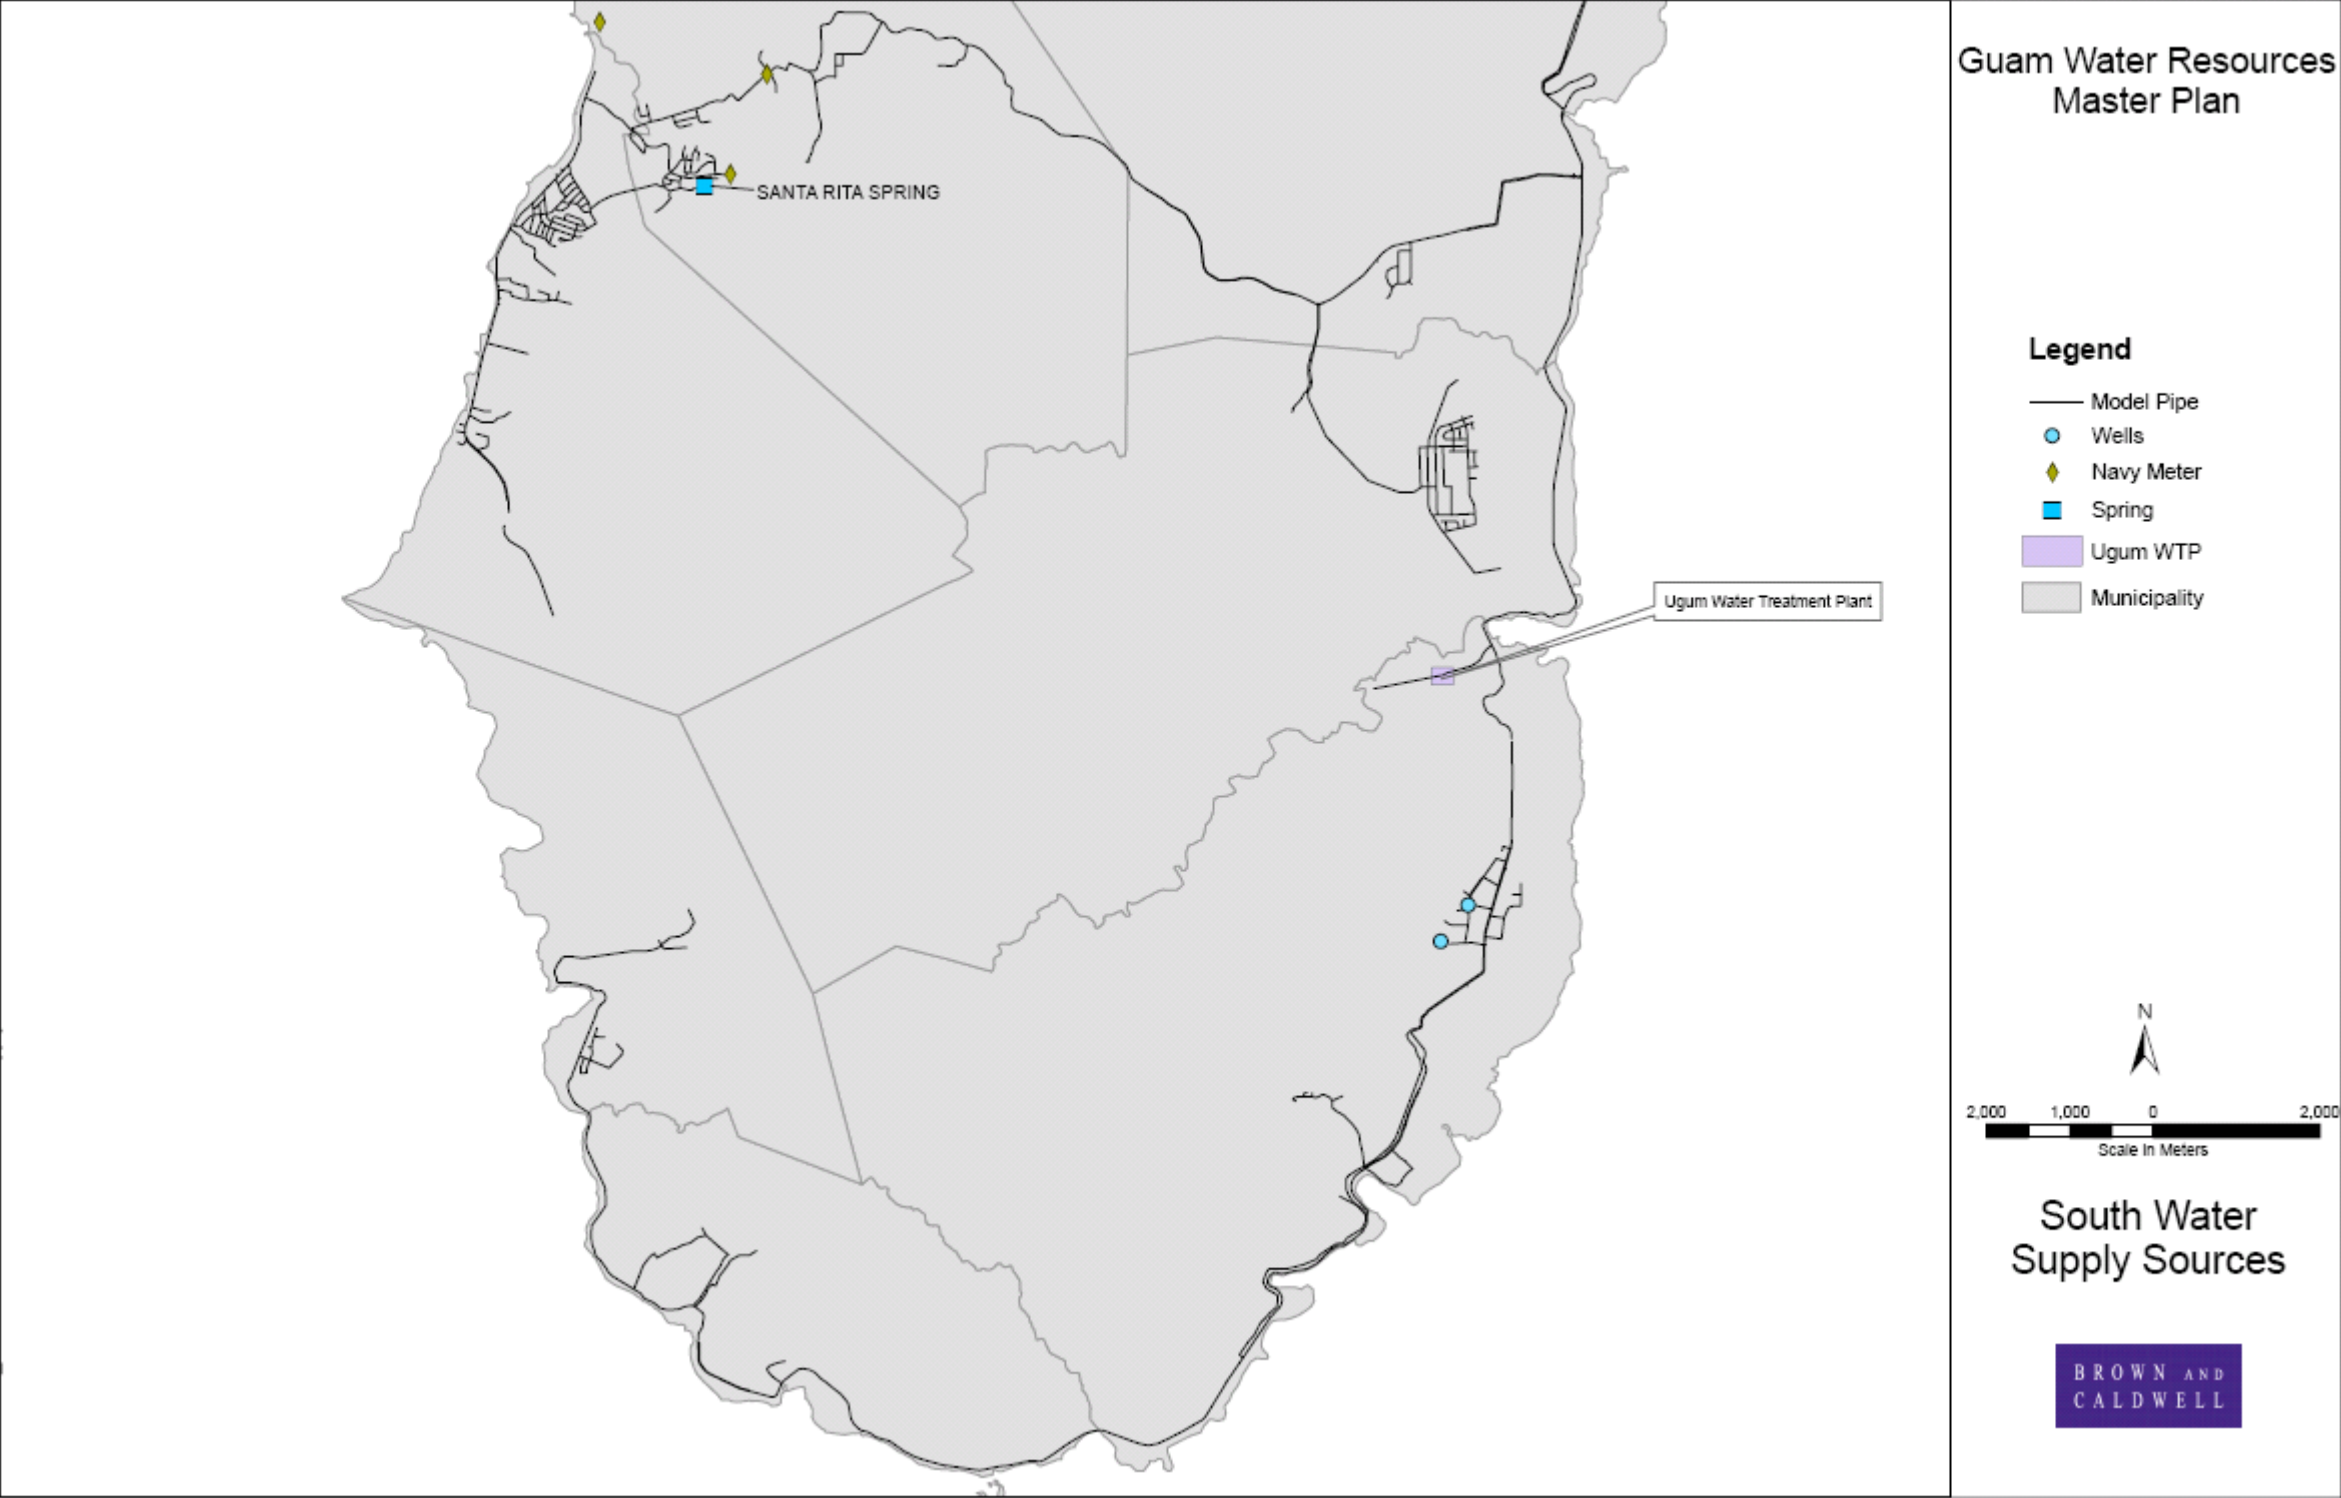 Guam Water Resources
Master Plan
SANTA RITA SPRING
Legend
Model Pipe
Wells
Navy Meter
Spring
Ugum WTP
Municipality
Ugum Water Treatment Plant
N
2,000 1,000 0 2,000
Scale in Meters
South Water
Supply Sources
BROWN AND
CALDWELL